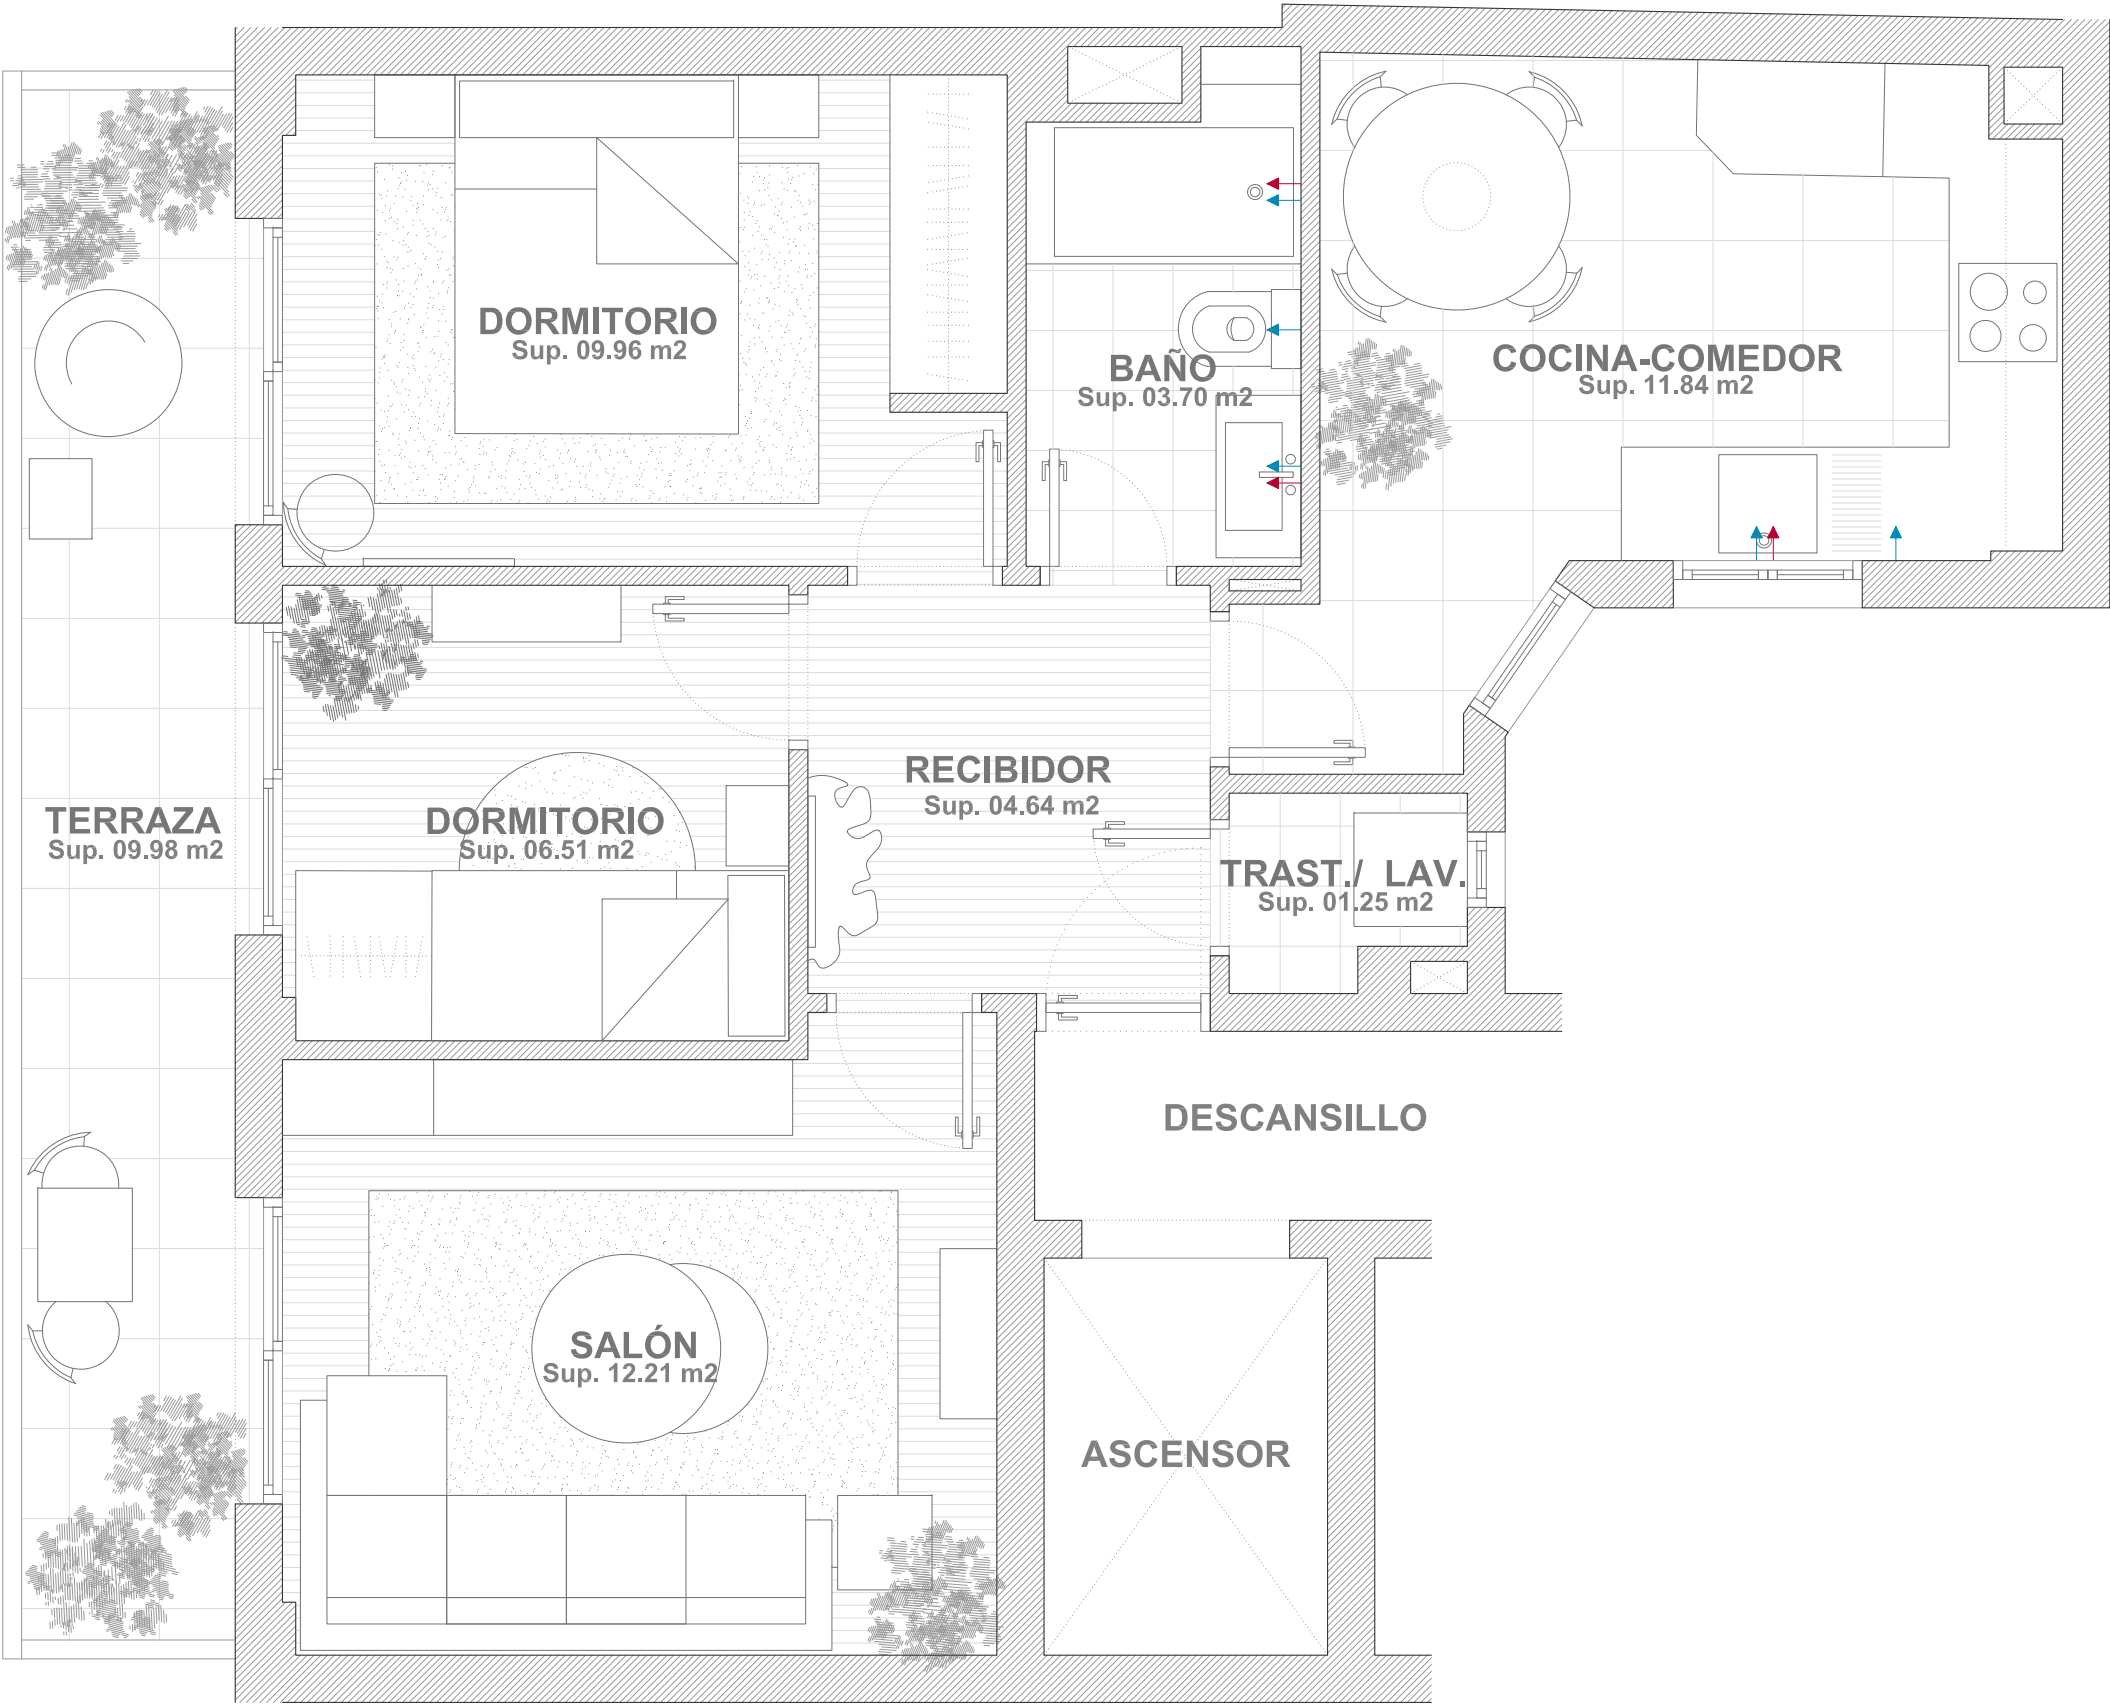 DORMITORIO
Sup. 09.96 m2
BAÑO
Sup. 03.70 m2
COCINA-COMEDOR
Sup. 11.84 m2
TERRAZA
Sup. 09.98 m2
DORMITORIO
Sup. 06.51 m2
RECIBIDOR
Sup. 04.64 m2
TRAST./ LAV.
Sup. 01.25 m2
DESCANSILLO
SALÓN
Sup. 12.21 m2
ASCENSOR